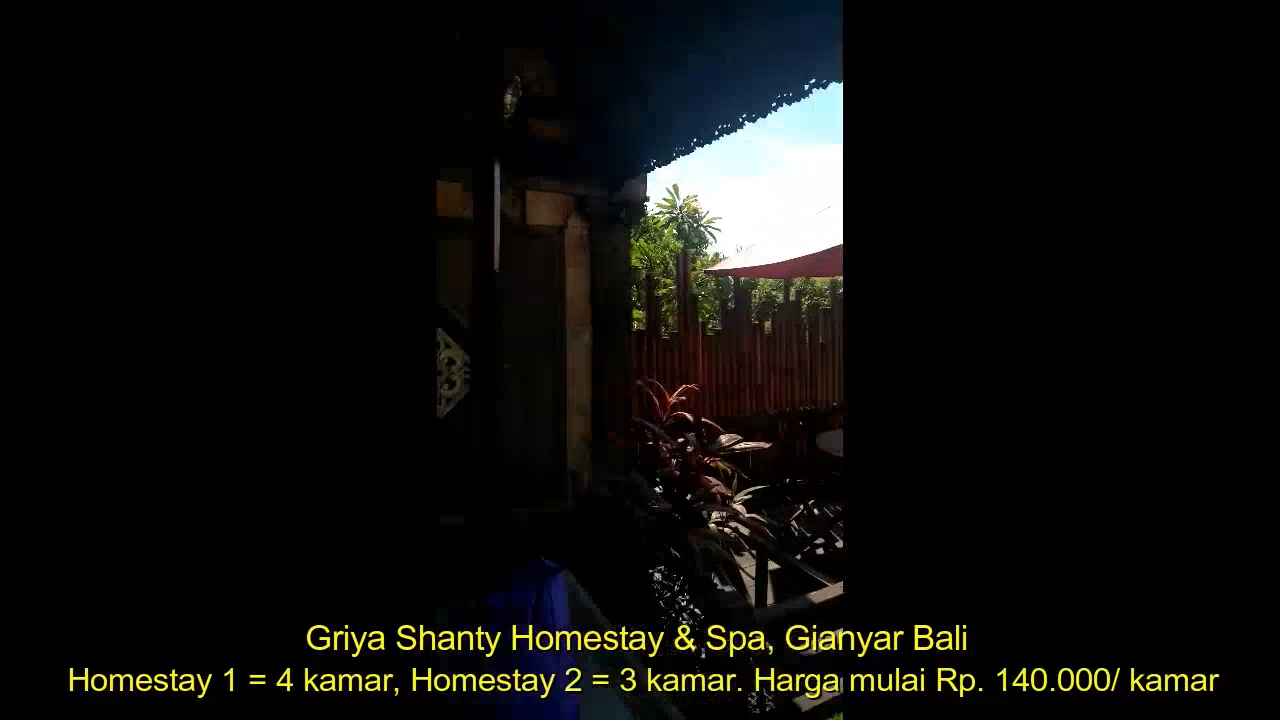 Griya Shanty Homestay & Spa, Gianyar Bali
Homestay 1 = 4 kamar, Homestay 2 = 3 kamar. Harga mulai Rp. 140.000/ kamar